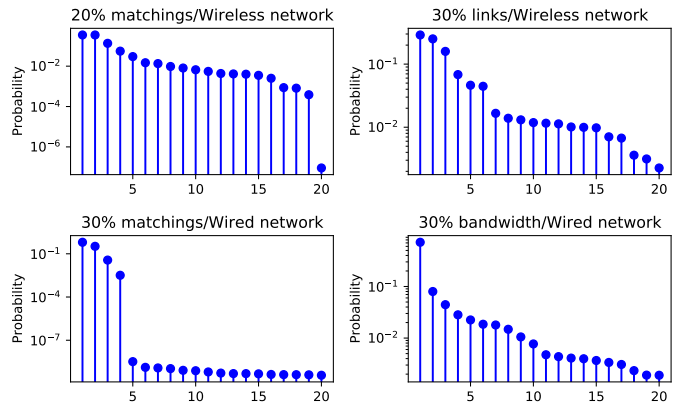 20% matchings/Wireless network
Probability
10⁻²
10⁻⁴
10⁻⁶
5 10 15 20
30% links/Wireless network
Probability
10⁻¹
10⁻²
5 10 15 20
30% matchings/Wired network
Probability
10⁻¹
10⁻⁴
10⁻⁷
5 10 15 20
30% bandwidth/Wired network
Probability
10⁻¹
10⁻²
5 10 15 20